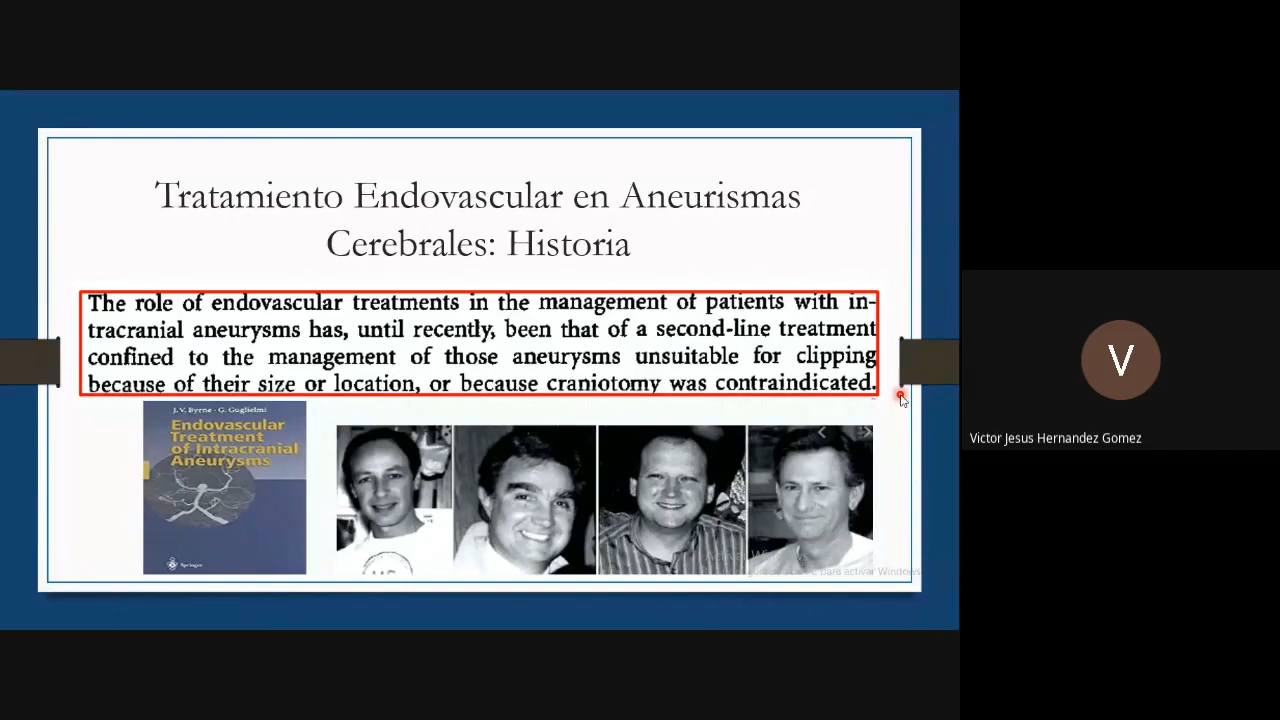 Tratamiento Endovascular en Aneurismas
Cerebrales: Historia
The role of endovascular treatments in the management of patients with in-
tracranial aneurysms has, until recently, been that of a second-line treatment
confined to the management of those aneurysms unsuitable for clipping
because of their size or location, or because craniotomy was contraindicated.
J.V. Byrne · G. Guglielmi
Endovascular
Treatment
of Intracranial
Aneurysms
Springer
para activar Windows
V
Victor Jesus Hernandez Gomez